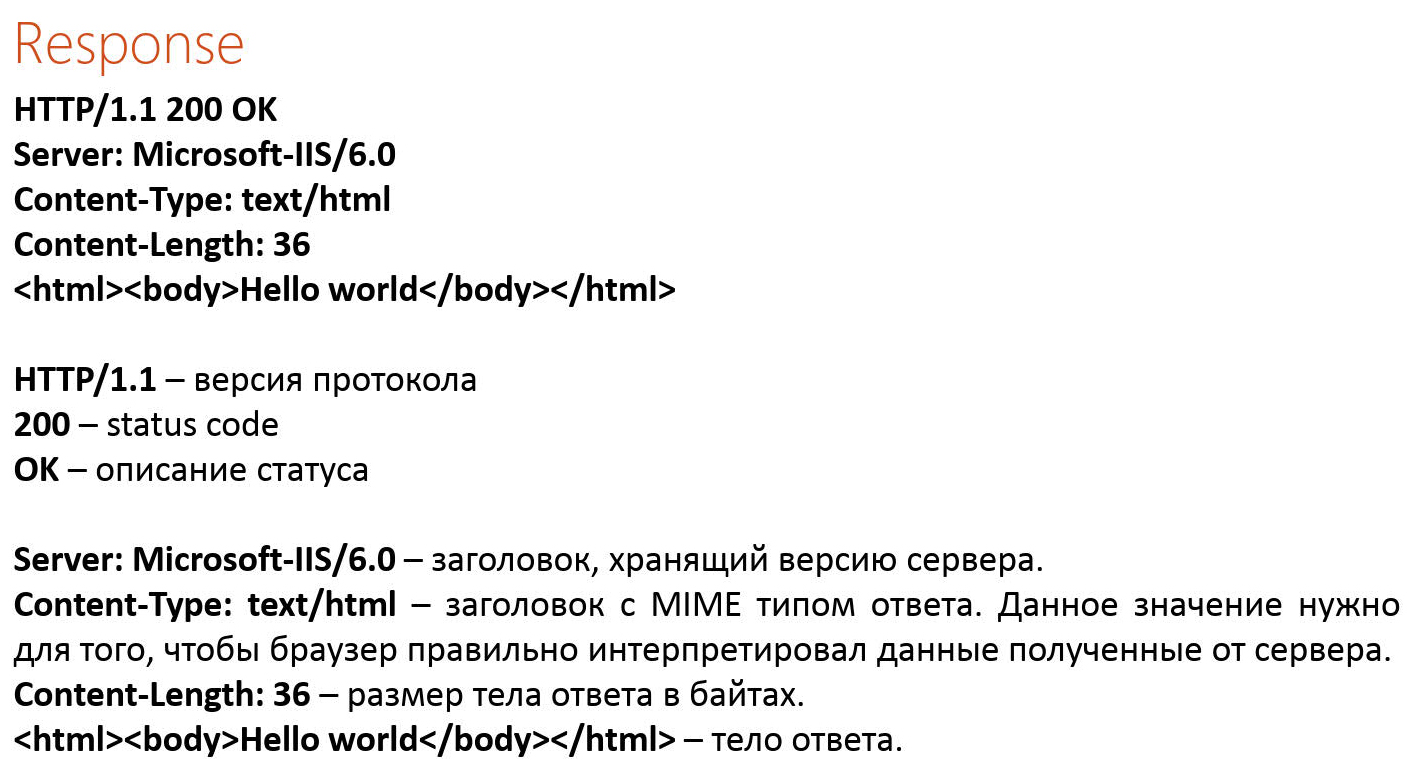 Response
HTTP/1.1 200 OK
Server: Microsoft-IIS/6.0
Content-Type: text/html
Content-Length: 36
<html><body>Hello world</body></html>
HTTP/1.1 – версия протокола
200 – status code
OK – описание статуса
Server: Microsoft-IIS/6.0 – заголовок, хранящий версию сервера.
Content-Type: text/html – заголовок с MIME типом ответа. Данное значение нужно
для того, чтобы браузер правильно интерпретировал данные полученные от сервера.
Content-Length: 36 – размер тела ответа в байтах.
<html><body>Hello world</body></html> – тело ответа.